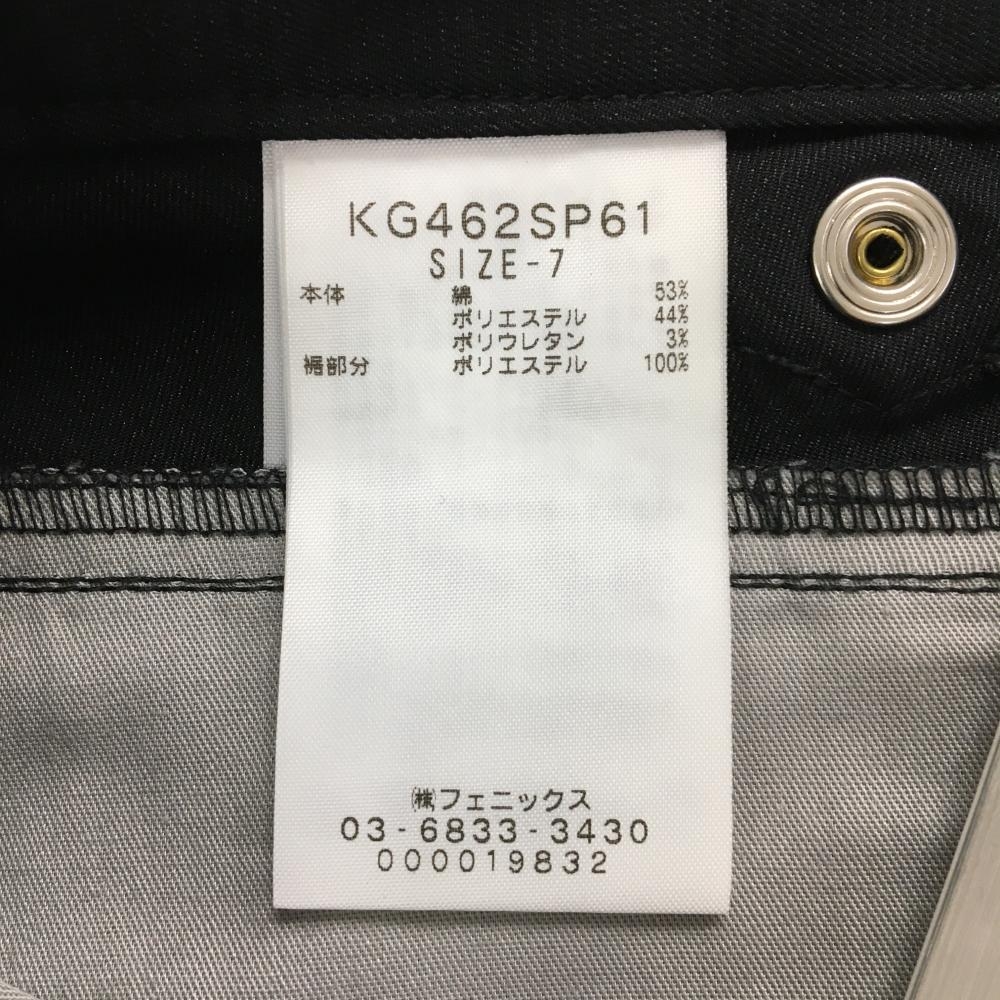 KG462SP61
SIZE-7
本体 綿 53%
ポリエステル 44%
ポリウレタン 3%
裾部分 ポリエステル 100%
㈱フェニックス
03-6833-3430
000019832